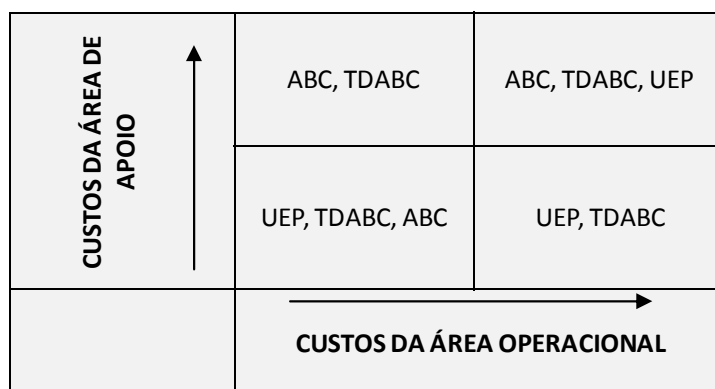 CUSTOS DA ÁREA DE
APOIO
ABC, TDABC
ABC, TDABC, UEP
UEP, TDABC, ABC
UEP, TDABC
CUSTOS DA ÁREA OPERACIONAL